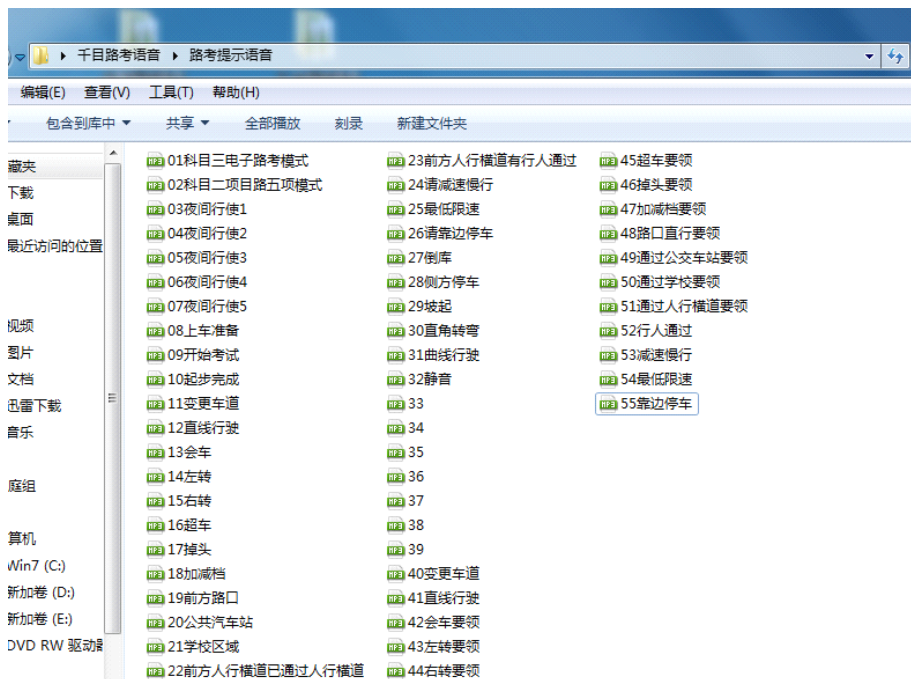 千目路考语音 路考提示语音
编辑(E) 查看(V) 工具(T) 帮助(H)
包含到库中 共享 全部播放 刻录 新建文件夹
藏夹
下载
桌面
最近访问的位置
视频
图片
文档
迅雷下载
音乐
庭组
算机
Win7 (C:)
新加卷 (D:)
新加卷 (E:)
DVD RW 驱动器
01科目三电子路考模式
02科目二项目路五项模式
03夜间行使1
04夜间行使2
05夜间行使3
06夜间行使4
07夜间行使5
08上车准备
09开始考试
10起步完成
11变更车道
12直线行驶
13会车
14左转
15右转
16超车
17掉头
18加减档
19前方路口
20公共汽车站
21学校区域
22前方人行横道已通过人行横道
23前方人行横道有行人通过
24请减速慢行
25最低限速
26请靠边停车
27倒库
28侧方停车
29坡起
30直角转弯
31曲线行驶
32静音
33
34
35
36
37
38
39
40变更车道
41直线行驶
42会车要领
43左转要领
44右转要领
45超车要领
46掉头要领
47加减档要领
48路口直行要领
49通过公交车站要领
50通过学校要领
51通过人行横道要领
52行人通过
53减速慢行
54最低限速
55靠边停车